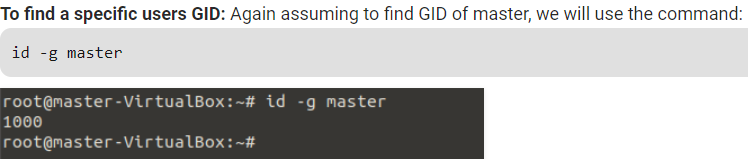 To find a specific users GID: Again assuming to find GID of master, we will use the command:
id -g master
root@master-VirtualBox:~# id -g master
1000
root@master-VirtualBox:~#